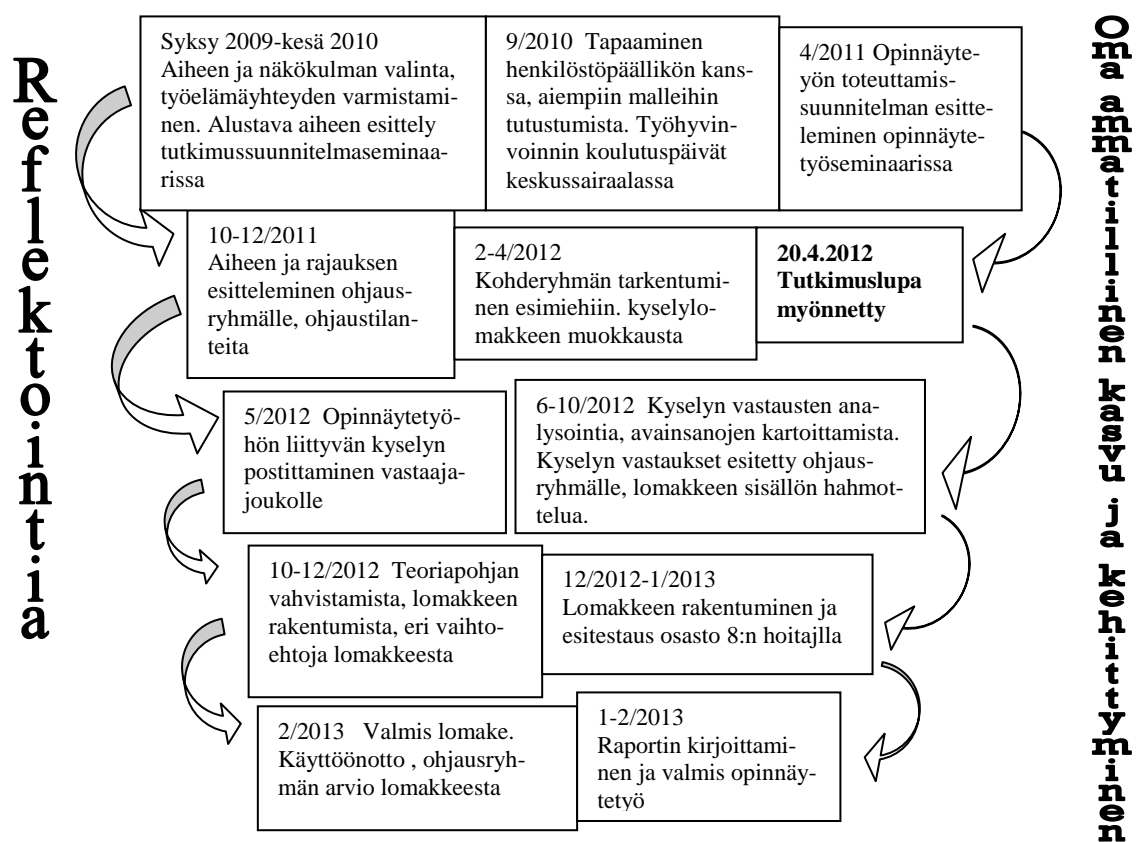 Reflektointia
Syksy 2009-kesä 2010
Aiheen ja näkökulman valinta,
työelämäyhteyden varmistami-
nen. Alustava aiheen esittely
tutkimussuunnitelmaseminaa-
rissa
9/2010 Tapaaminen
henkilöstöpäällikön kans-
sa, aiempiin malleihin
tutustumista. Työhyvin-
voinnin koulutuspäivät
keskussairaalassa
4/2011 Opinnäyte-
työn toteuttamis-
suunnitelman esitte-
leminen opinnäyte-
työseminaarissa
10-12/2011
Aiheen ja rajauksen
esitteleminen ohjaus-
ryhmälle, ohjaustilan-
teita
2-4/2012
Kohderyhmän tarkentumi-
nen esimiehiin. kyselylo-
makkeen muokkausta
20.4.2012
Tutkimuslupa
myönnetty
5/2012 Opinnäytetyö-
hön liittyvän kyselyn
postittaminen vastaaja-
joukolle
6-10/2012 Kyselyn vastausten ana-
lysointia, avainsanojen kartoittamista.
Kyselyn vastaukset esitetty ohjaus-
ryhmälle, lomakkeen sisällön hahmot-
telua.
10-12/2012 Teoriapohjan
vahvistamista, lomakkeen
rakentumista, eri vaihto-
ehtoja lomakkeesta
12/2012-1/2013
Lomakkeen rakentuminen ja
esitestaus osasto 8:n hoitajlla
2/2013 Valmis lomake.
Käyttöönotto , ohjausryh-
män arvio lomakkeesta
1-2/2013
Raportin kirjoittami-
nen ja valmis opinnäy-
tetyö
Oma ammatillinen kasvu ja kehittyminen